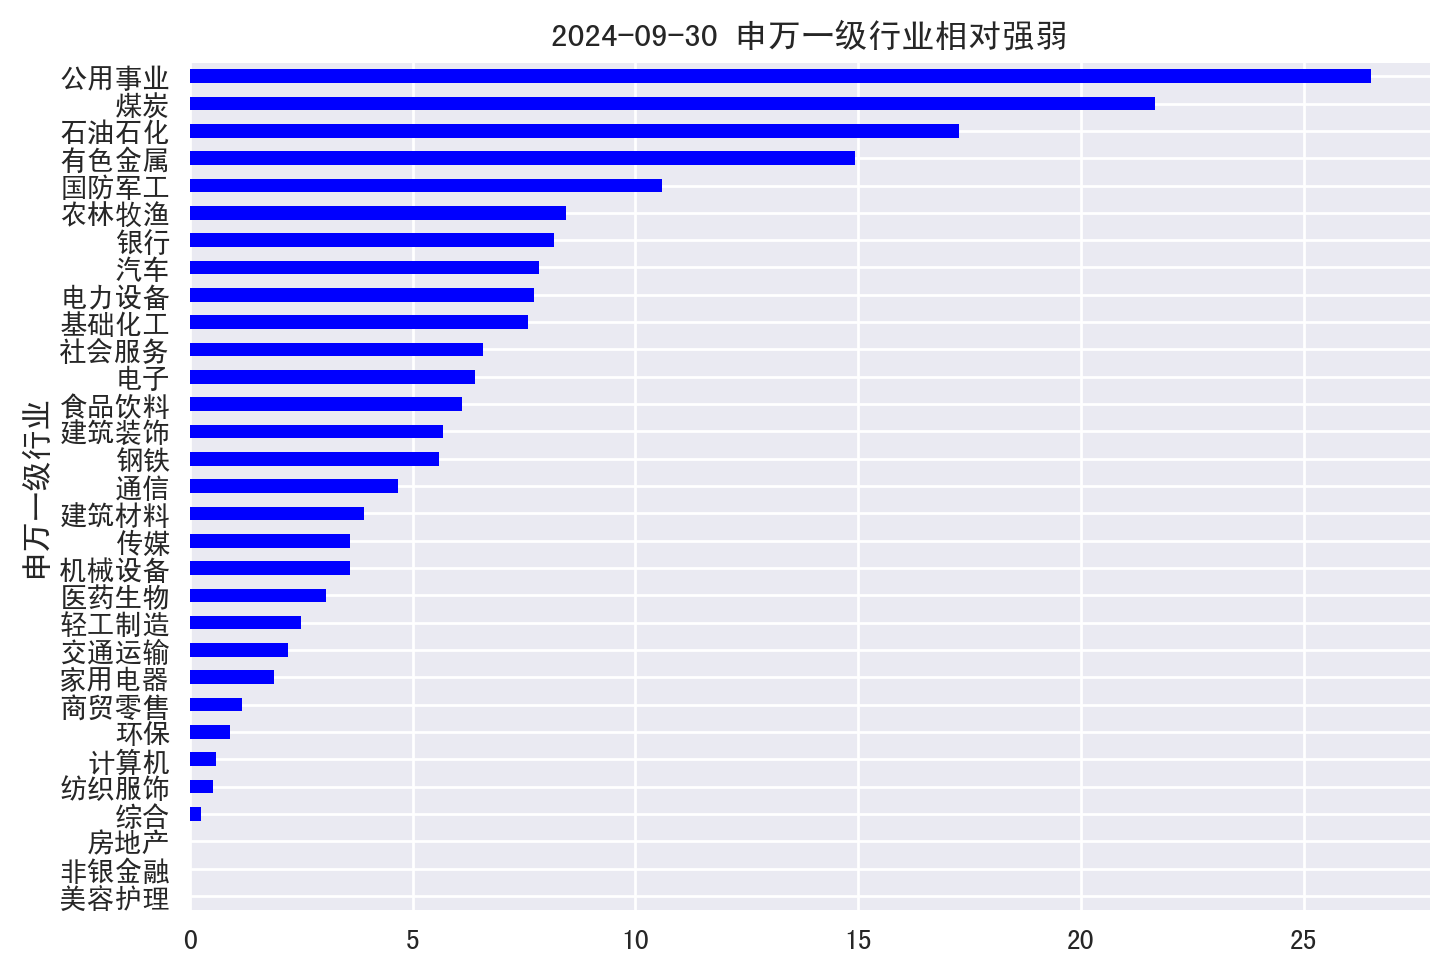 2024-09-30 申万一级行业相对强弱
申万一级行业
公用事业
煤炭
石油石化
有色金属
国防军工
农林牧渔
银行
汽车
电力设备
基础化工
社会服务
电子
食品饮料
建筑装饰
钢铁
通信
建筑材料
传媒
机械设备
医药生物
轻工制造
交通运输
家用电器
商贸零售
环保
计算机
纺织服饰
综合
房地产
非银金融
美容护理
0 5 10 15 20 25